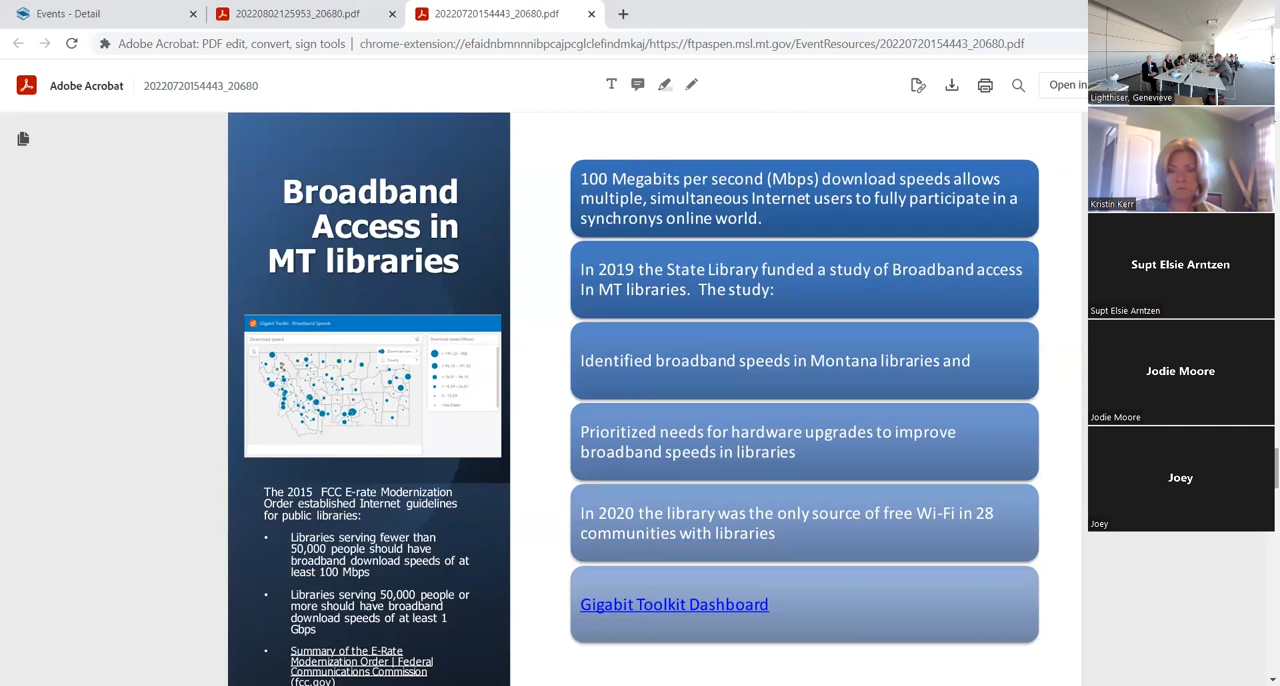 Events - Detail
20220802125953_20680.pdf
20220720154443_20680.pdf
Adobe Acrobat: PDF edit, convert, sign tools
chrome-extension://efaidnbmnnnibpcajpcglclefindmkaj/https://ftpaspen.msl.mt.gov/EventResources/20220720154443_20680.pdf
Adobe Acrobat
20220720154443_20680
Open in
Broadband
Access in
MT libraries
Gigabit Toolkit - Broadband Speeds
Download speed
Download speed (Mbps)
The 2015 FCC E-rate Modernization
Order established Internet guidelines
for public libraries:
• Libraries serving fewer than
50,000 people should have
broadband download speeds of at
least 100 Mbps
• Libraries serving 50,000 people or
more should have broadband
download speeds of at least 1
Gbps
• Summary of the E-Rate
Modernization Order | Federal
Communications Commission
(fcc.gov)
100 Megabits per second (Mbps) download speeds allows
multiple, simultaneous Internet users to fully participate in a
synchronys online world.
In 2019 the State Library funded a study of Broadband access
In MT libraries. The study:
Identified broadband speeds in Montana libraries and
Prioritized needs for hardware upgrades to improve
broadband speeds in libraries
In 2020 the library was the only source of free Wi-Fi in 28
communities with libraries
Gigabit Toolkit Dashboard
Lighthiser, Genevieve
Kristin Kerr
Supt Elsie Arntzen
Supt Elsie Arntzen
Jodie Moore
Jodie Moore
Joey
Joey